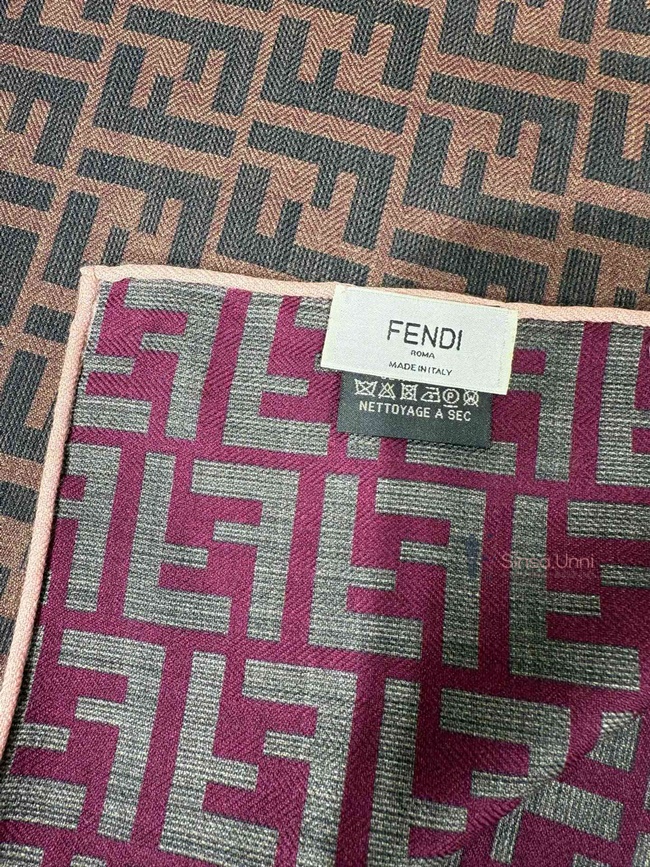 FENDI
ROMA
MADE IN ITALY
NETTOYAGE A SEC
Sinsa.Unni